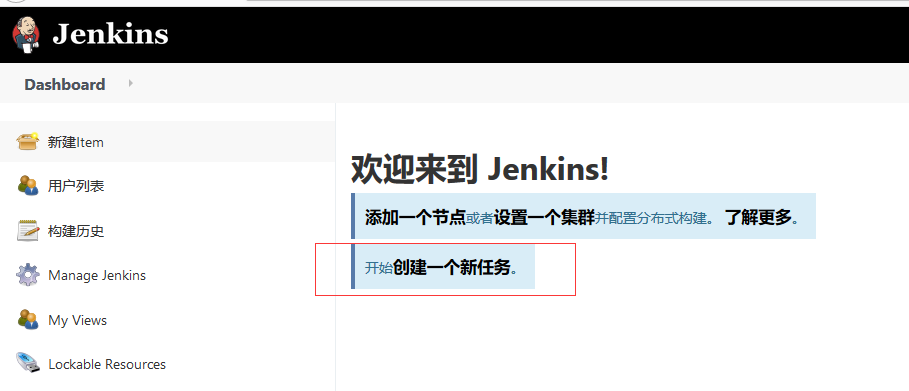 Jenkins
Dashboard
新建Item
用户列表
构建历史
Manage Jenkins
My Views
Lockable Resources
欢迎来到 Jenkins!
添加一个节点或者设置一个集群并配置分布式构建。 了解更多。
开始创建一个新任务。